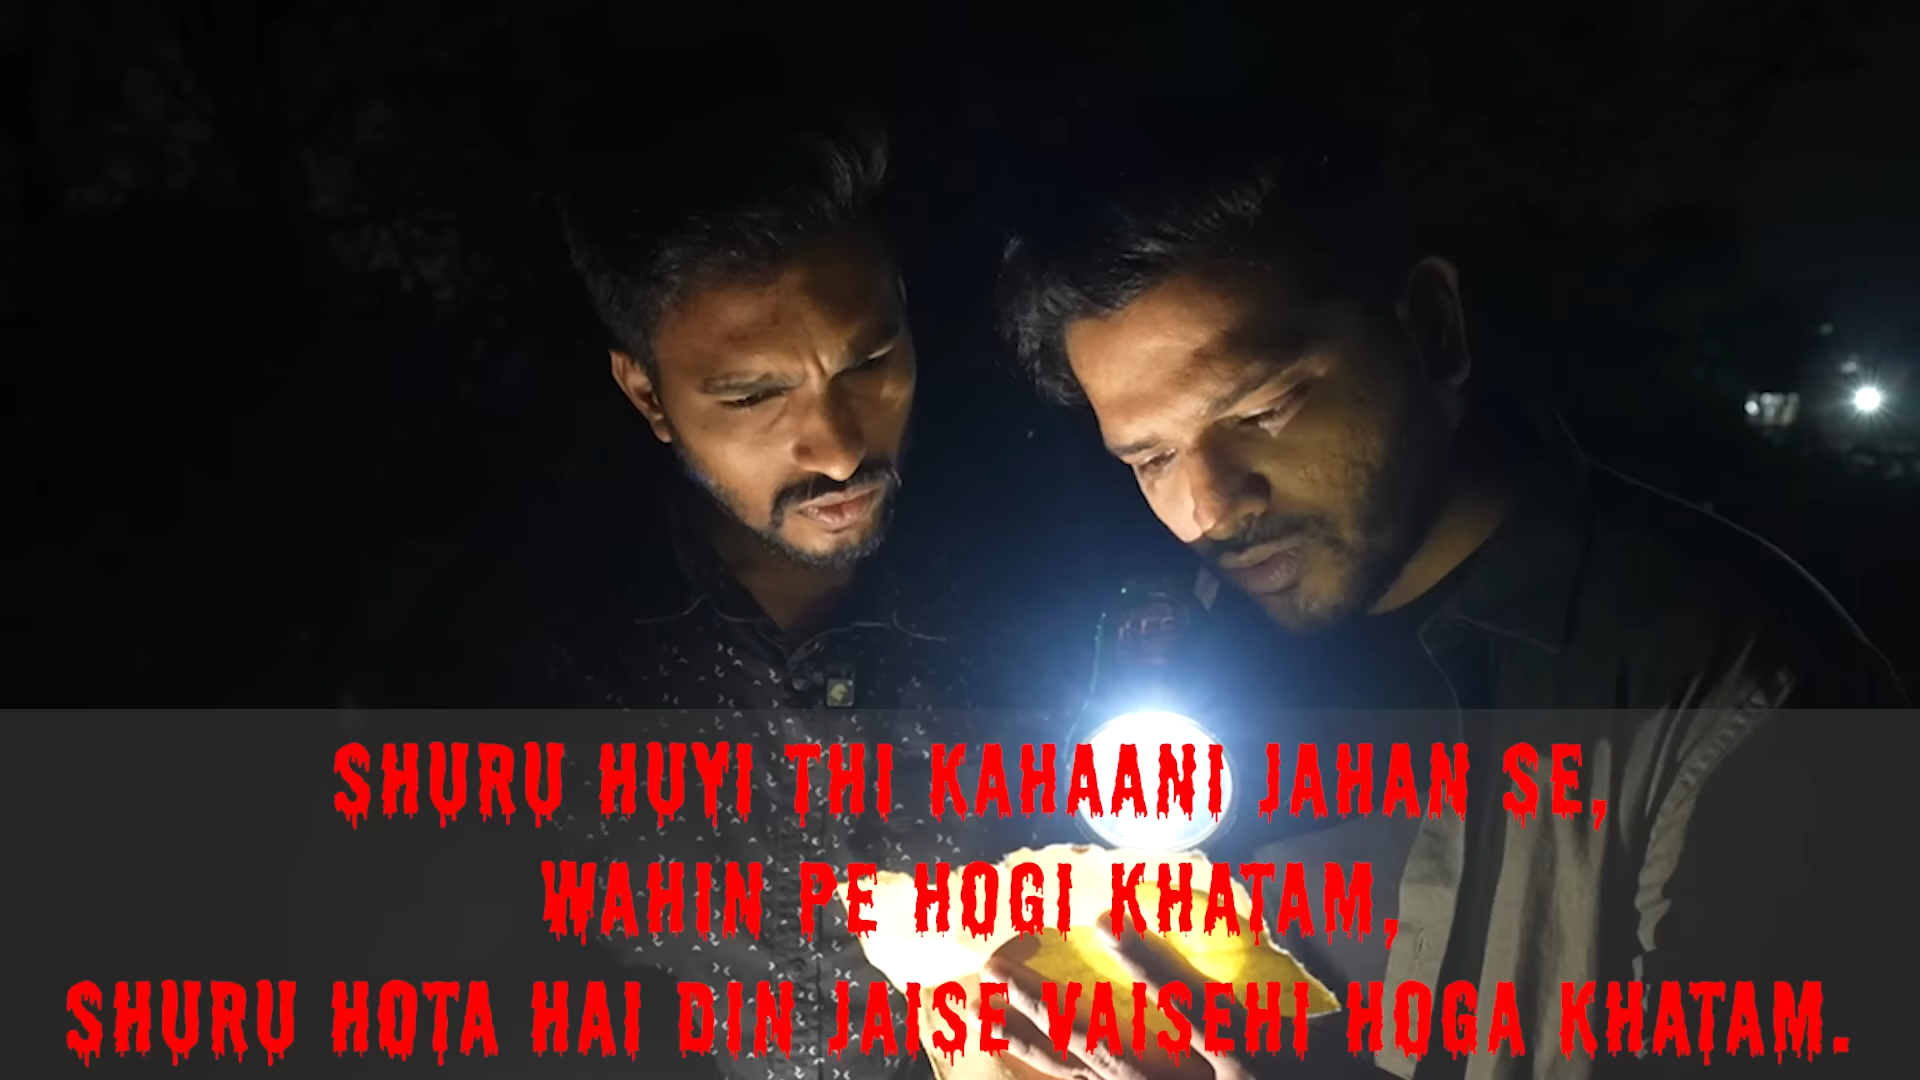 SHURU HUYI THI KAHAANI JAHAN SE,
WAHIN PE HOGI KHATAM,
SHURU HOTA HAI DIN JAISE VAISEHI HOGA KHATAM.